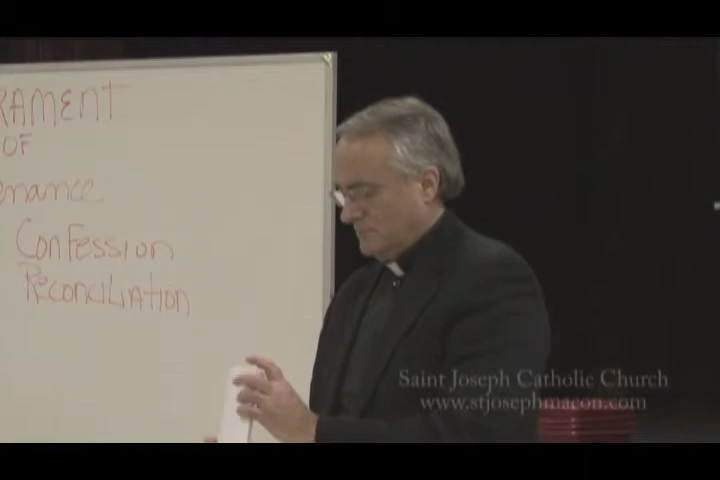 RAMENT
OF
enance
Confession
Reconciliation
Saint Joseph Catholic Church
www.stjosephmacon.com